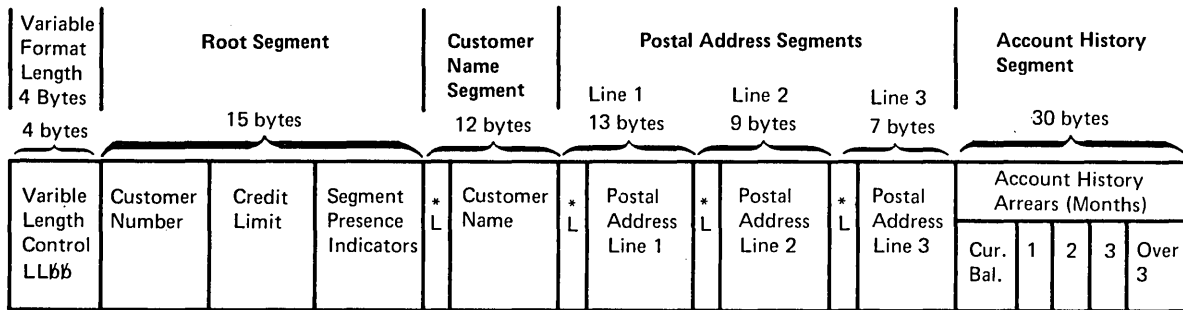 Variable
Format
Length
4 Bytes
Root Segment
Customer
Name
Segment
Postal Address Segments
Account History
Segment
Line 1
Line 2
Line 3
4 bytes
15 bytes
12 bytes
13 bytes
9 bytes
7 bytes
30 bytes
Varible
Length
Control
LLb̸b̸
Customer
Number
Credit
Limit
Segment
Presence
Indicators
*
L
Customer
Name
*
L
Postal
Address
Line 1
*
L
Postal
Address
Line 2
*
L
Postal
Address
Line 3
Account History
Arrears (Months)
Cur.
Bal.
1
2
3
Over
3